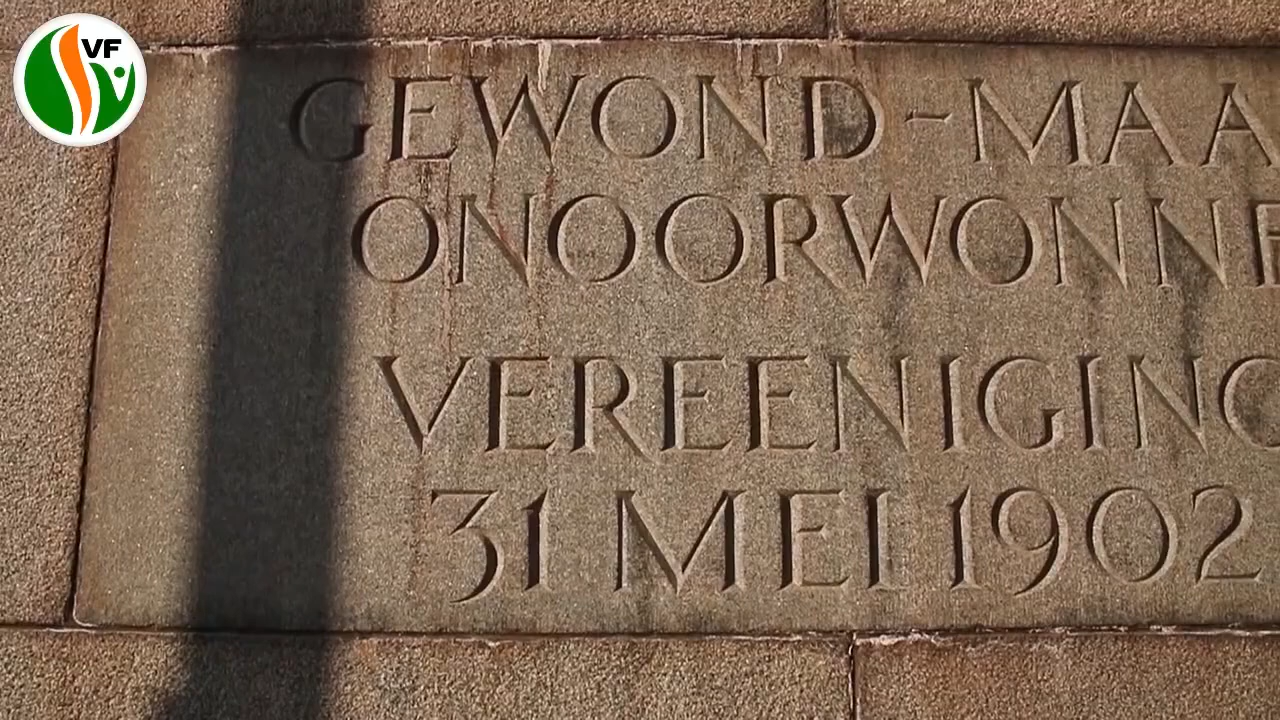 VF
GEWOND-MAA
ONOORWONNE
VEREENIGING
31 MEI 1902